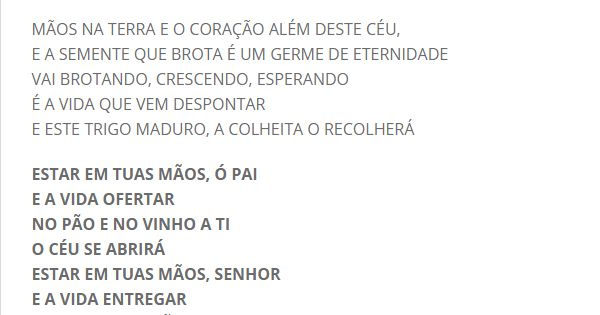 MÃOS NA TERRA E O CORAÇÃO ALÉM DESTE CÉU,
E A SEMENTE QUE BROTA É UM GERME DE ETERNIDADE
VAI BROTANDO, CRESCENDO, ESPERANDO
É A VIDA QUE VEM DESPONTAR
E ESTE TRIGO MADURO, A COLHEITA O RECOLHERÁ
ESTAR EM TUAS MÃOS, Ó PAI
E A VIDA OFERTAR
NO PÃO E NO VINHO A TI
O CÉU SE ABRIRÁ
ESTAR EM TUAS MÃOS, SENHOR
E A VIDA ENTREGAR